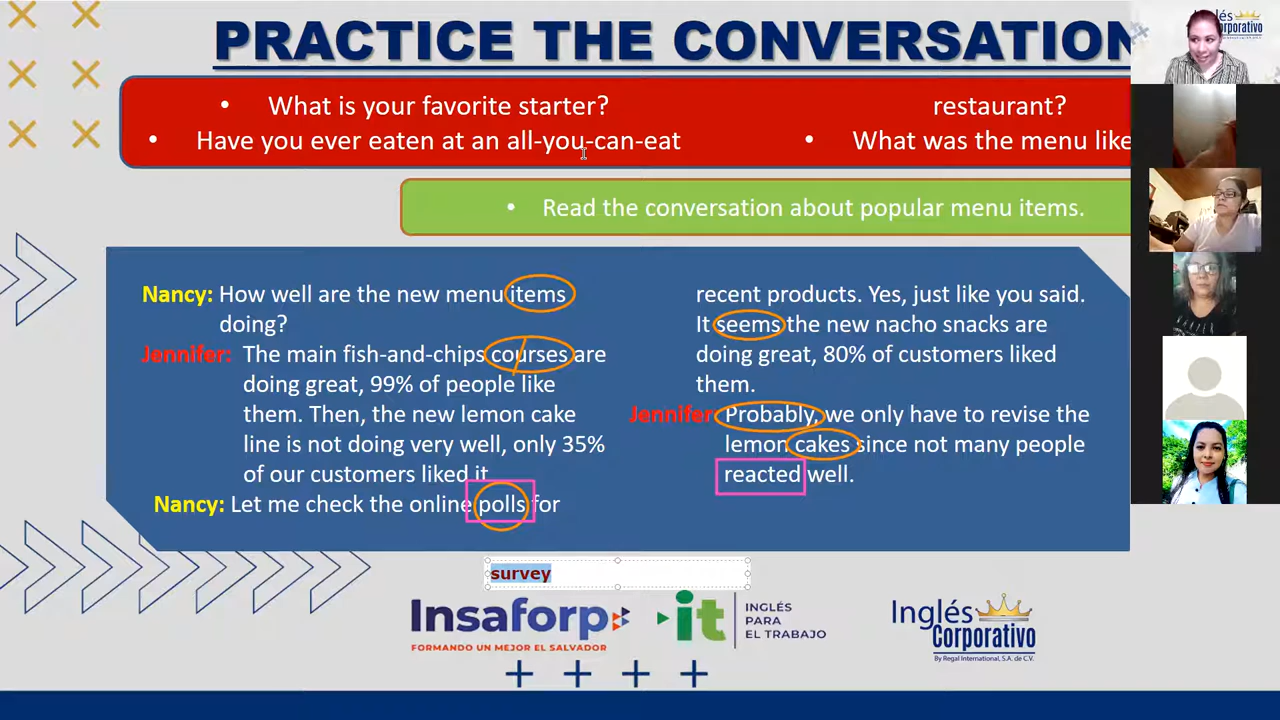 PRACTICE THE CONVERSATION
• What is your favorite starter?
• Have you ever eaten at an all-you-can-eat
restaurant?
• What was the menu like
• Read the conversation about popular menu items.
Nancy: How well are the new menu items
doing?
Jennifer: The main fish-and-chips courses are
doing great, 99% of people like
them. Then, the new lemon cake
line is not doing very well, only 35%
of our customers liked it
Nancy: Let me check the online polls for
recent products. Yes, just like you said.
It seems the new nacho snacks are
doing great, 80% of customers liked
them.
Jennifer: Probably, we only have to revise the
lemon cakes since not many people
reacted well.
survey
Insaforp
FORMANDO UN MEJOR EL SALVADOR
it
INGLÉS
PARA
EL TRABAJO
Inglés
Corporativo
By Regal International, S.A. de C.V.